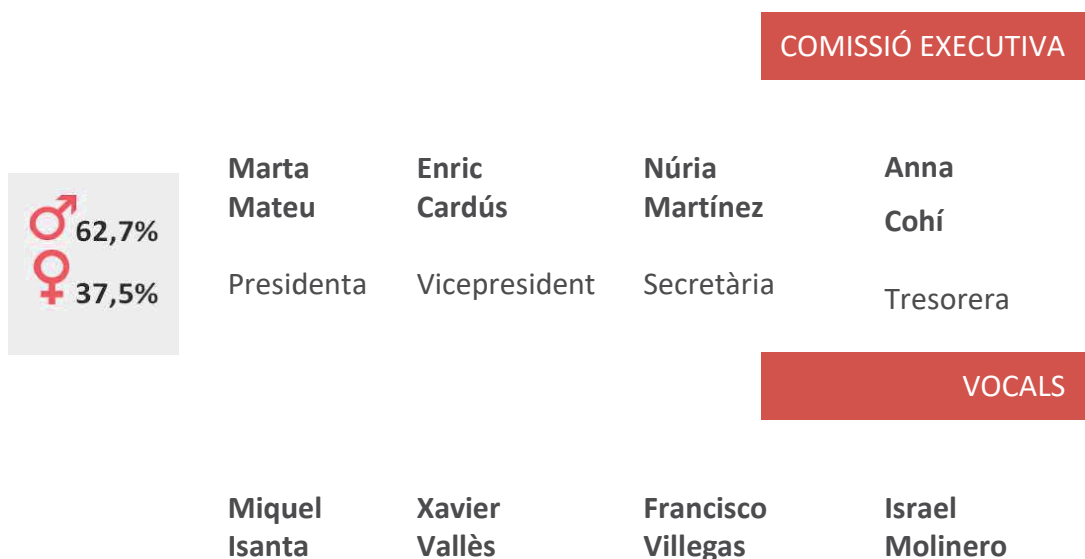 COMISSIÓ EXECUTIVA
62,7%
37,5%
Marta
Mateu
Presidenta
Enric
Cardús
Vicepresident
Núria
Martínez
Secretària
Anna
Cohí
Tresorera
VOCALS
Miquel
Isanta
Xavier
Vallès
Francisco
Villegas
Israel
Molinero